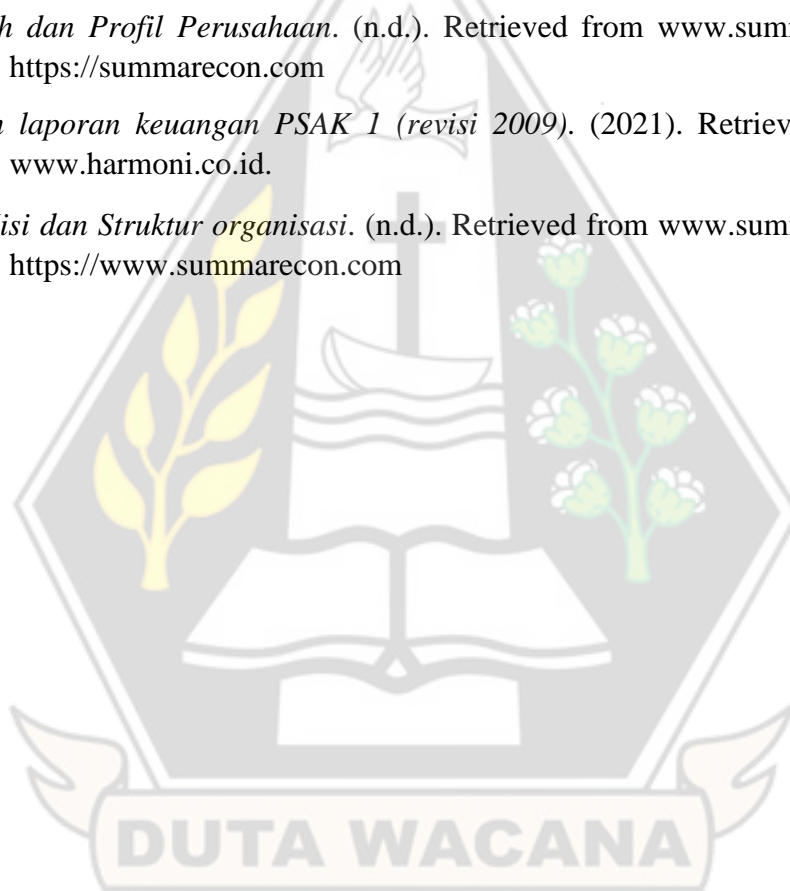 h dan Profil Perusahaan. (n.d.). Retrieved from www.sum
https://summarecon.com
laporan keuangan PSAK 1 (revisi 2009). (2021). Retriev
www.harmoni.co.id.
isi dan Struktur organisasi. (n.d.). Retrieved from www.sum
https://www.summarecon.com
DUTA WACANA